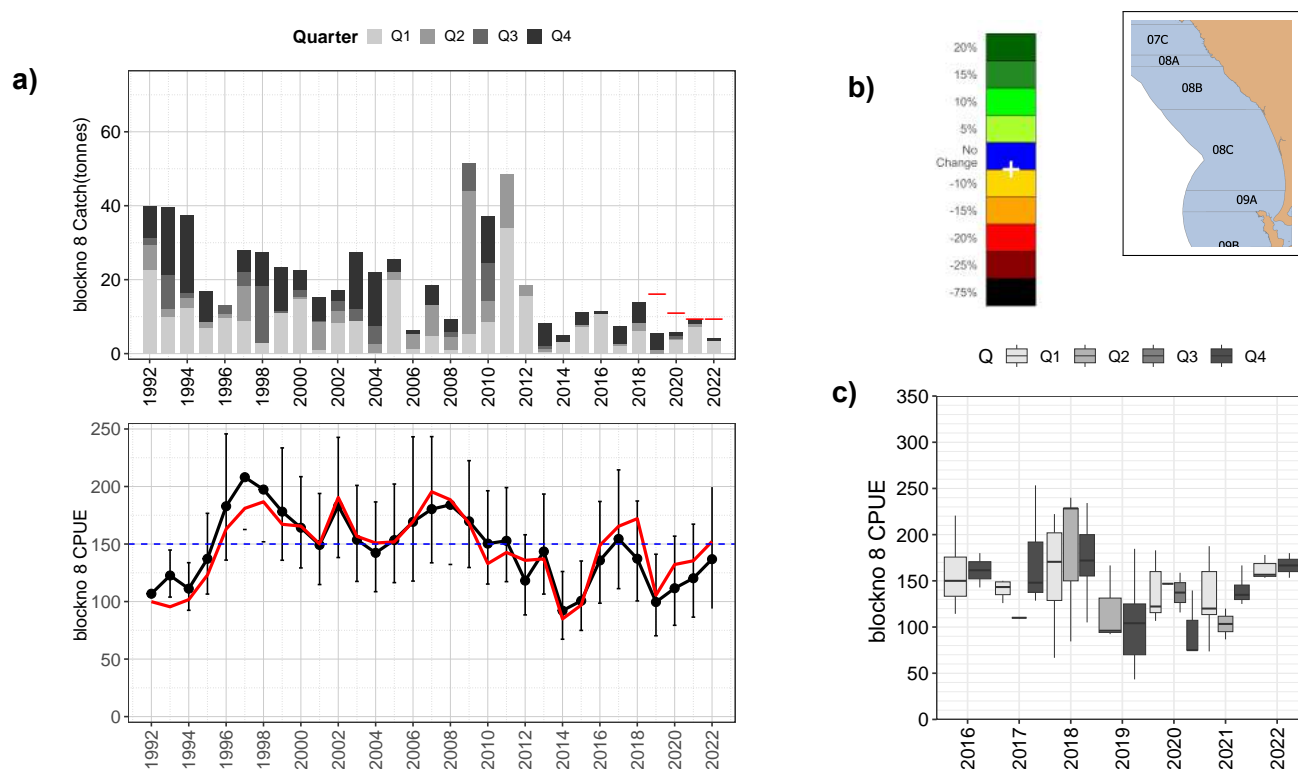 Quarter Q1 Q2 Q3 Q4
a)
blockno 8 Catch(tonnes)
60
40
20
0
1992 1994 1996 1998 2000 2002 2004 2006 2008 2010 2012 2014 2016 2018 2020 2022
blockno 8 CPUE
250
200
150
100
50
0
1992 1994 1996 1998 2000 2002 2004 2006 2008 2010 2012 2014 2016 2018 2020 2022
b)
20%
15%
10%
5%
No
Change
-10%
-15%
-20%
-25%
-75%
07C
08A
08B
08C
09A
09B
Q Q1 Q2 Q3 Q4
c)
blockno 8 CPUE
350
300
250
200
150
100
50
0
2016 2017 2018 2019 2020 2021 2022